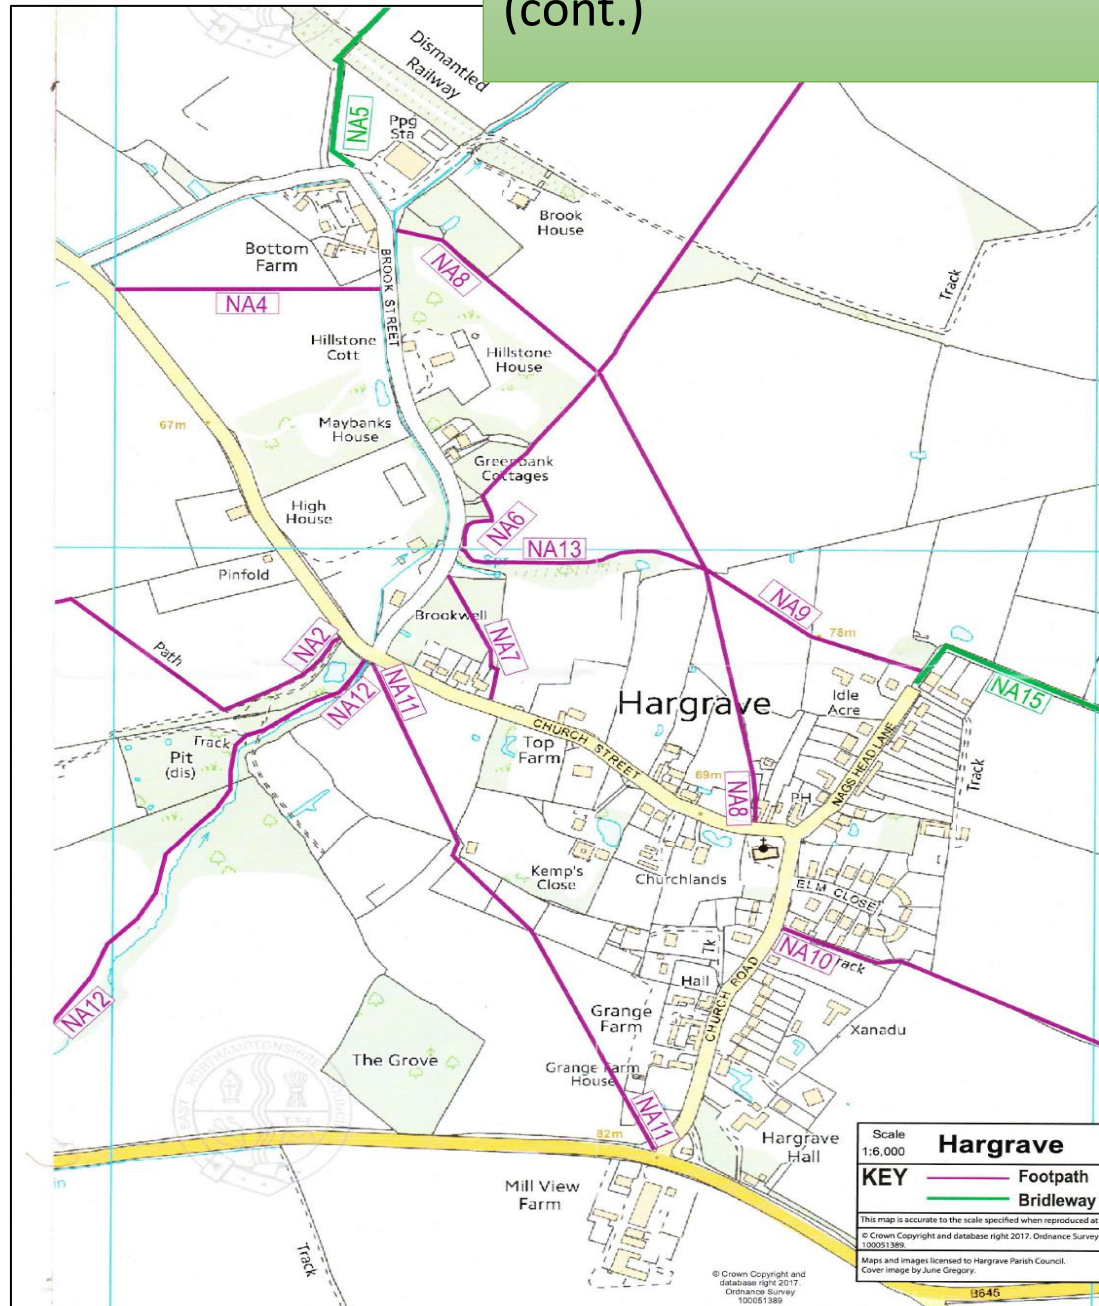 (cont.)
Dismantled
Railway
NA5
Ppg
Sta
Brook
House
Bottom
Farm
NA8
BROOK STREET
Track
NA4
Hillstone
Cott
Hillstone
House
67m
Maybanks
House
Greenbank
Cottages
High
House
NA6
NA13
Spr
Pinfold
NA9
Brookwell
78m
NA2
NA7
Path
NA12
NA11
Hargrave
Idle
Acre
NA15
CHURCH STREET
Top
Farm
Track
Pit
(dis)
NAGS HEAD LANE
Track
69m
NA8
PH
Kemp's
Close
Churchlands
ELM CLOSE
NA10
Track
Tk
Hall
CHURCH ROAD
NA12
Grange
Farm
Xanadu
The Grove
Grange Farm
House
NA11
EAST NORTHAMPTONSHIRE COUNCIL
82m
Hargrave
Hall
Mill View
Farm
Track
Scale
1:6,000
Hargrave
KEY
Footpath
Bridleway
This map is accurate to the scale specified when reproduced at
© Crown Copyright and database right 2017. Ordnance Survey
100051389.
Maps and images licensed to Hargrave Parish Council.
Cover image by June Gregory.
© Crown Copyright and
database right 2017.
Ordnance Survey
100051389
B645